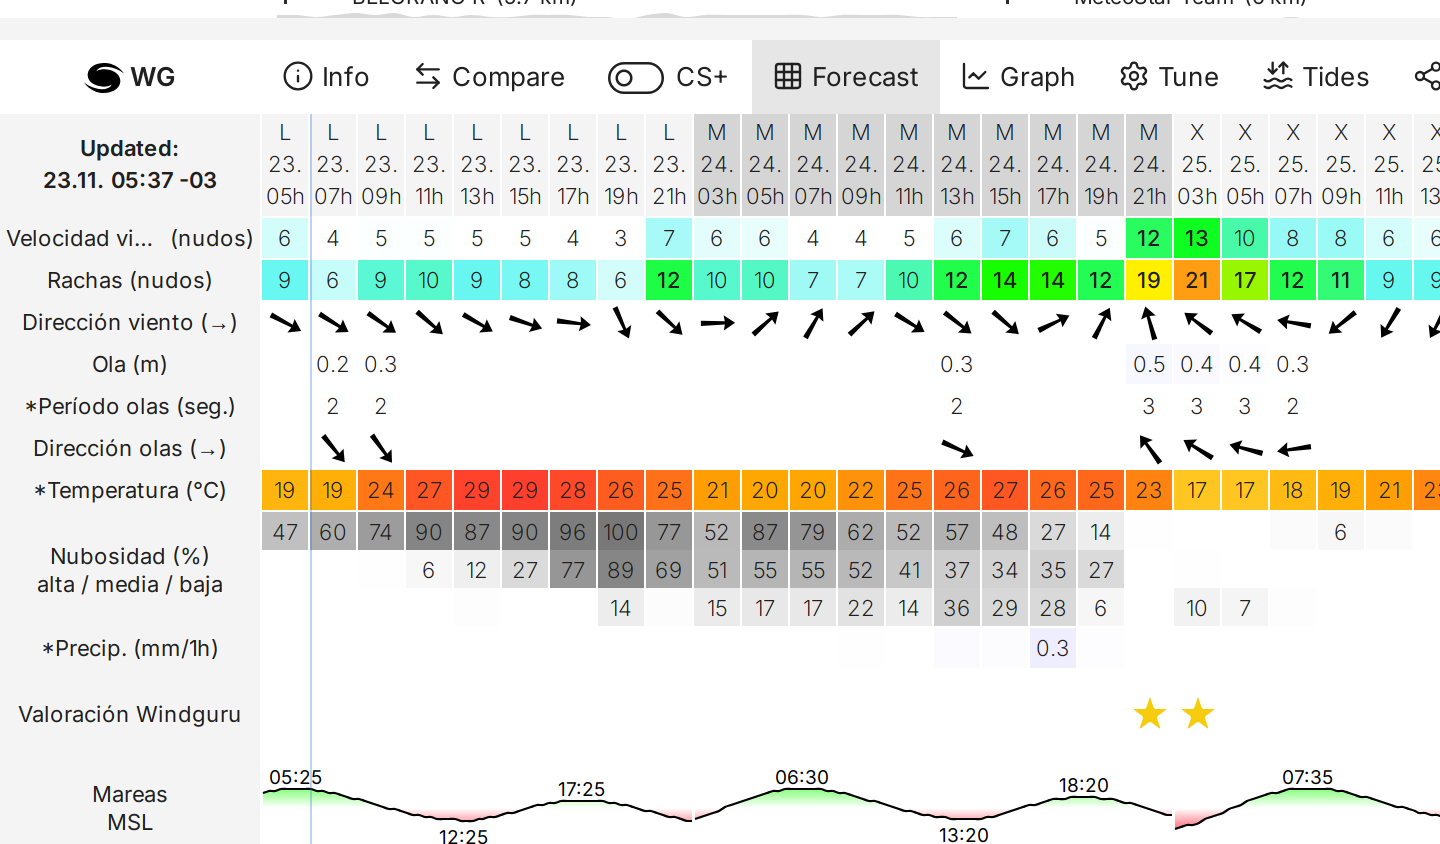 BELGRANO R (3.7 km)
MeteoStar Team (6 km)
WG Info Compare CS+ Forecast Graph Tune Tides
Updated:
23.11. 05:37 -03
L L L L L L L L L M M M M M M M M M M X X X X X X
23. 23. 23. 23. 23. 23. 23. 23. 23. 24. 24. 24. 24. 24. 24. 24. 24. 24. 24. 25. 25. 25. 25. 25.
05h 07h 09h 11h 13h 15h 17h 19h 21h 03h 05h 07h 09h 11h 13h 15h 17h 19h 21h 03h 05h 07h 09h 11h
Velocidad vi... (nudos) 6 4 5 5 5 5 4 3 7 6 6 4 4 5 6 7 6 5 12 13 10 8 8 6 6
Rachas (nudos) 9 6 9 10 9 8 8 6 12 10 10 7 7 10 12 14 14 12 19 21 17 12 11 9 9
Dirección viento (→)
Ola (m) 0.2 0.3 0.3 0.5 0.4 0.4 0.3
*Período olas (seg.) 2 2 2 3 3 3 2
Dirección olas (→)
*Temperatura (°C) 19 19 24 27 29 29 28 26 25 21 20 20 22 25 26 27 26 25 23 17 17 18 19 21
47 60 74 90 87 90 96 100 77 52 87 79 62 52 57 48 27 14 6
Nubosidad (%)
6 12 27 77 89 69 51 55 55 52 41 37 34 35 27
alta / media / baja
14 15 17 17 22 14 36 29 28 6 10 7
*Precip. (mm/1h) 0.3
Valoración Windguru
05:25 17:25 06:30 18:20 07:35
Mareas
MSL
12:25 13:20